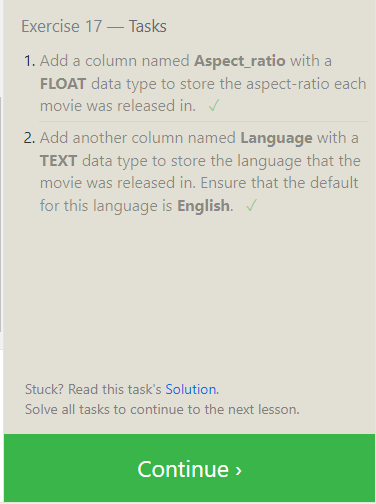 Exercise 17 — Tasks
1. Add a column named Aspect_ratio with a
FLOAT data type to store the aspect-ratio each
movie was released in. ✓
2. Add another column named Language with a
TEXT data type to store the language that the
movie was released in. Ensure that the default
for this language is English. ✓
Stuck? Read this task's Solution.
Solve all tasks to continue to the next lesson.
Continue ›